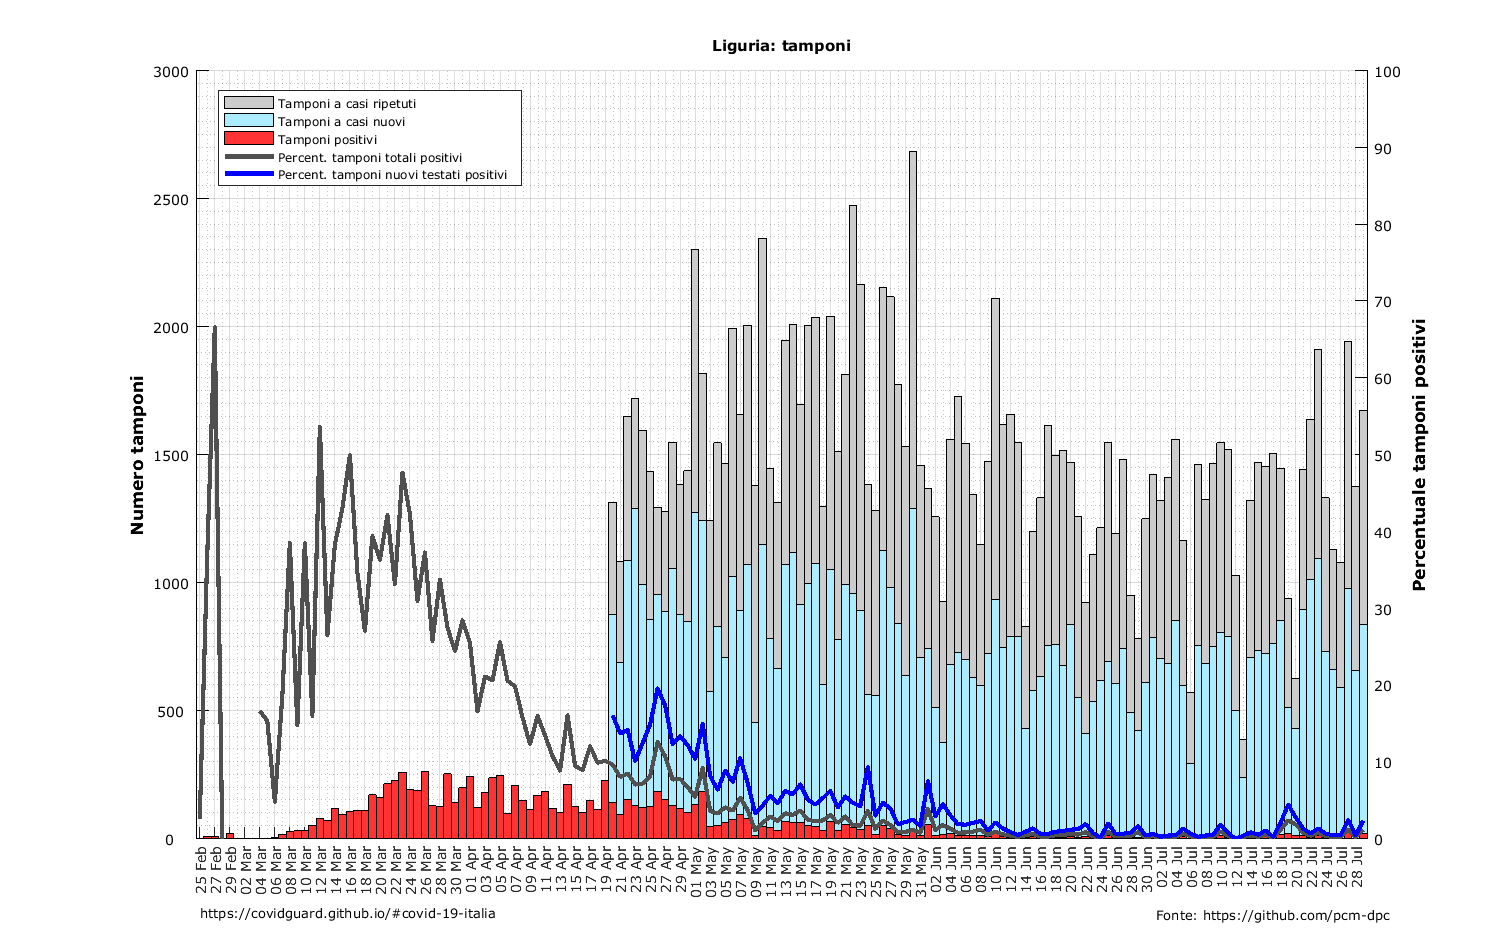 Liguria: tamponi
Tamponi a casi ripetuti
Tamponi a casi nuovi
Tamponi positivi
Percent. tamponi totali positivi
Percent. tamponi nuovi testati positivi
Numero tamponi
3000
2500
2000
1500
1000
500
0
Percentuale tamponi positivi
100
90
80
70
60
50
40
30
20
10
0
25 Feb
27 Feb
29 Feb
02 Mar
04 Mar
06 Mar
08 Mar
10 Mar
12 Mar
14 Mar
16 Mar
18 Mar
20 Mar
22 Mar
24 Mar
26 Mar
28 Mar
30 Mar
01 Apr
03 Apr
05 Apr
07 Apr
09 Apr
11 Apr
13 Apr
15 Apr
17 Apr
19 Apr
21 Apr
23 Apr
25 Apr
27 Apr
29 Apr
01 May
03 May
05 May
07 May
09 May
11 May
13 May
15 May
17 May
19 May
21 May
23 May
25 May
27 May
29 May
31 May
02 Jun
04 Jun
06 Jun
08 Jun
10 Jun
12 Jun
14 Jun
16 Jun
18 Jun
20 Jun
22 Jun
24 Jun
26 Jun
28 Jun
30 Jun
02 Jul
04 Jul
06 Jul
08 Jul
10 Jul
12 Jul
14 Jul
16 Jul
18 Jul
20 Jul
22 Jul
24 Jul
26 Jul
28 Jul
https://covidguard.github.io/#covid-19-italia
Fonte: https://github.com/pcm-dpc